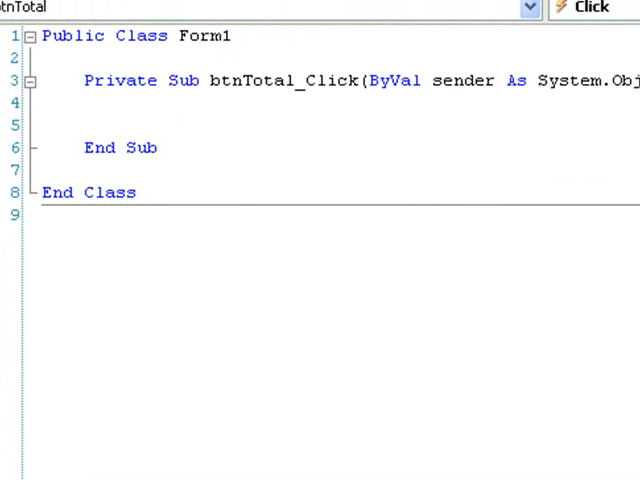 tnTotal Click
1 Public Class Form1
2
3 Private Sub btnTotal_Click(ByVal sender As System.Obj
4
5
6 End Sub
7
8 End Class
9